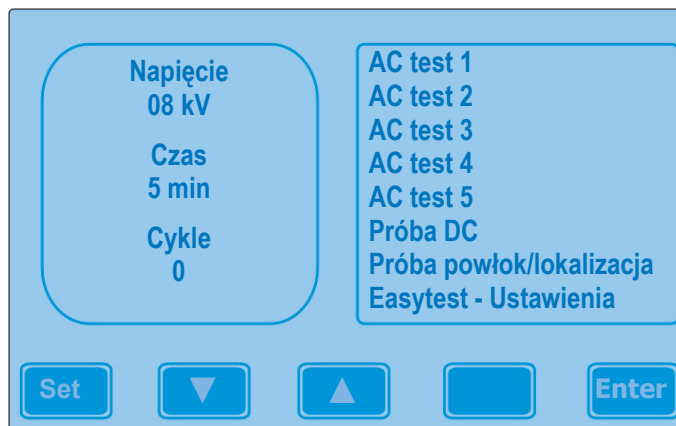 Napięcie
08 kV
Czas
5 min
Cykle
0
AC test 1
AC test 2
AC test 3
AC test 4
AC test 5
Próba DC
Próba powłok/lokalizacja
Easytest - Ustawienia
Set
Enter